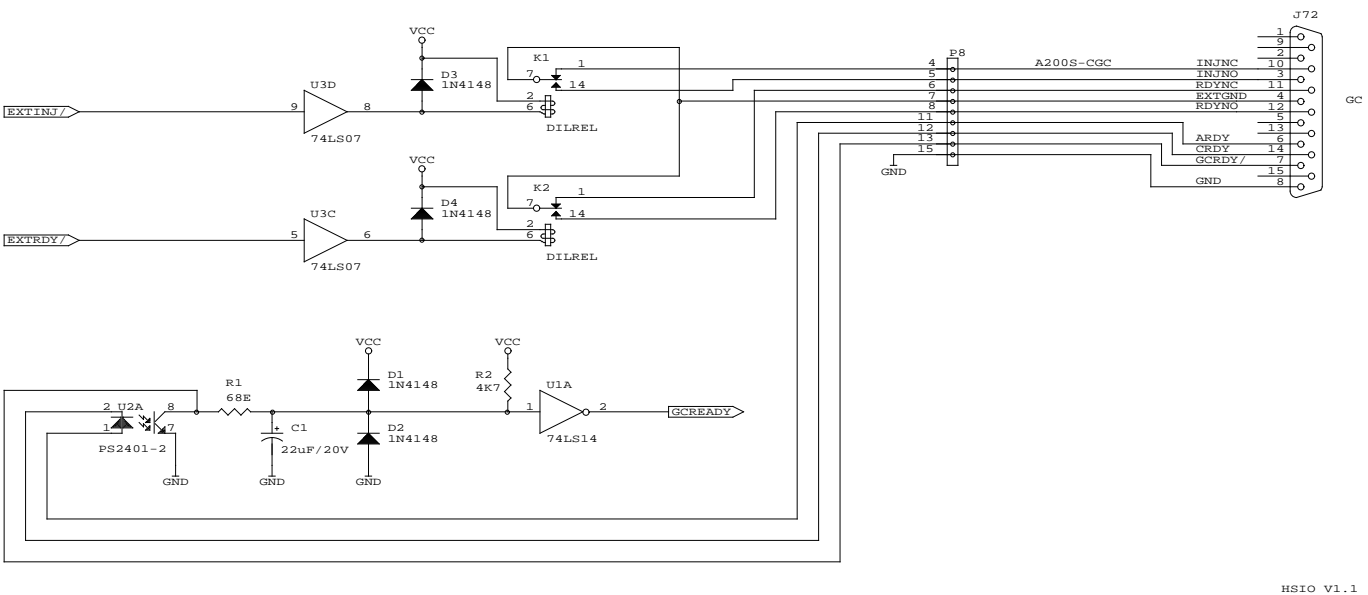 J72
VCC
K1
P8
1
9
2
D3
1N4148
U3D
7
1
14
4
5
6
7
8
11
12
13
15
A200S-CGC
INJNC
INJNO
RDYNC
EXTGND
RDYNO
10
3
11
4
12
5
13
GC
EXTINJ/
9
8
74LS07
2
6
DILREL
ARDY
CRDY
GCRDY/
GND
6
14
7
15
8
GND
VCC
D4
1N4148
K2
7
1
14
EXTRDY/
U3C
5
6
74LS07
2
6
DILREL
VCC
VCC
R1
68E
D1
1N4148
R2
4K7
U1A
2
U2A
8
1
7
PS2401-2
C1
+
22uF/20V
D2
1N4148
1
2
74LS14
GCREADY
GND
GND
GND
HSIO V1.1